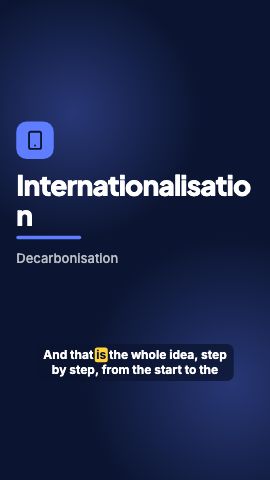 Internationalisatio
n
Decarbonisation
And that is the whole idea, step
by step, from the start to the